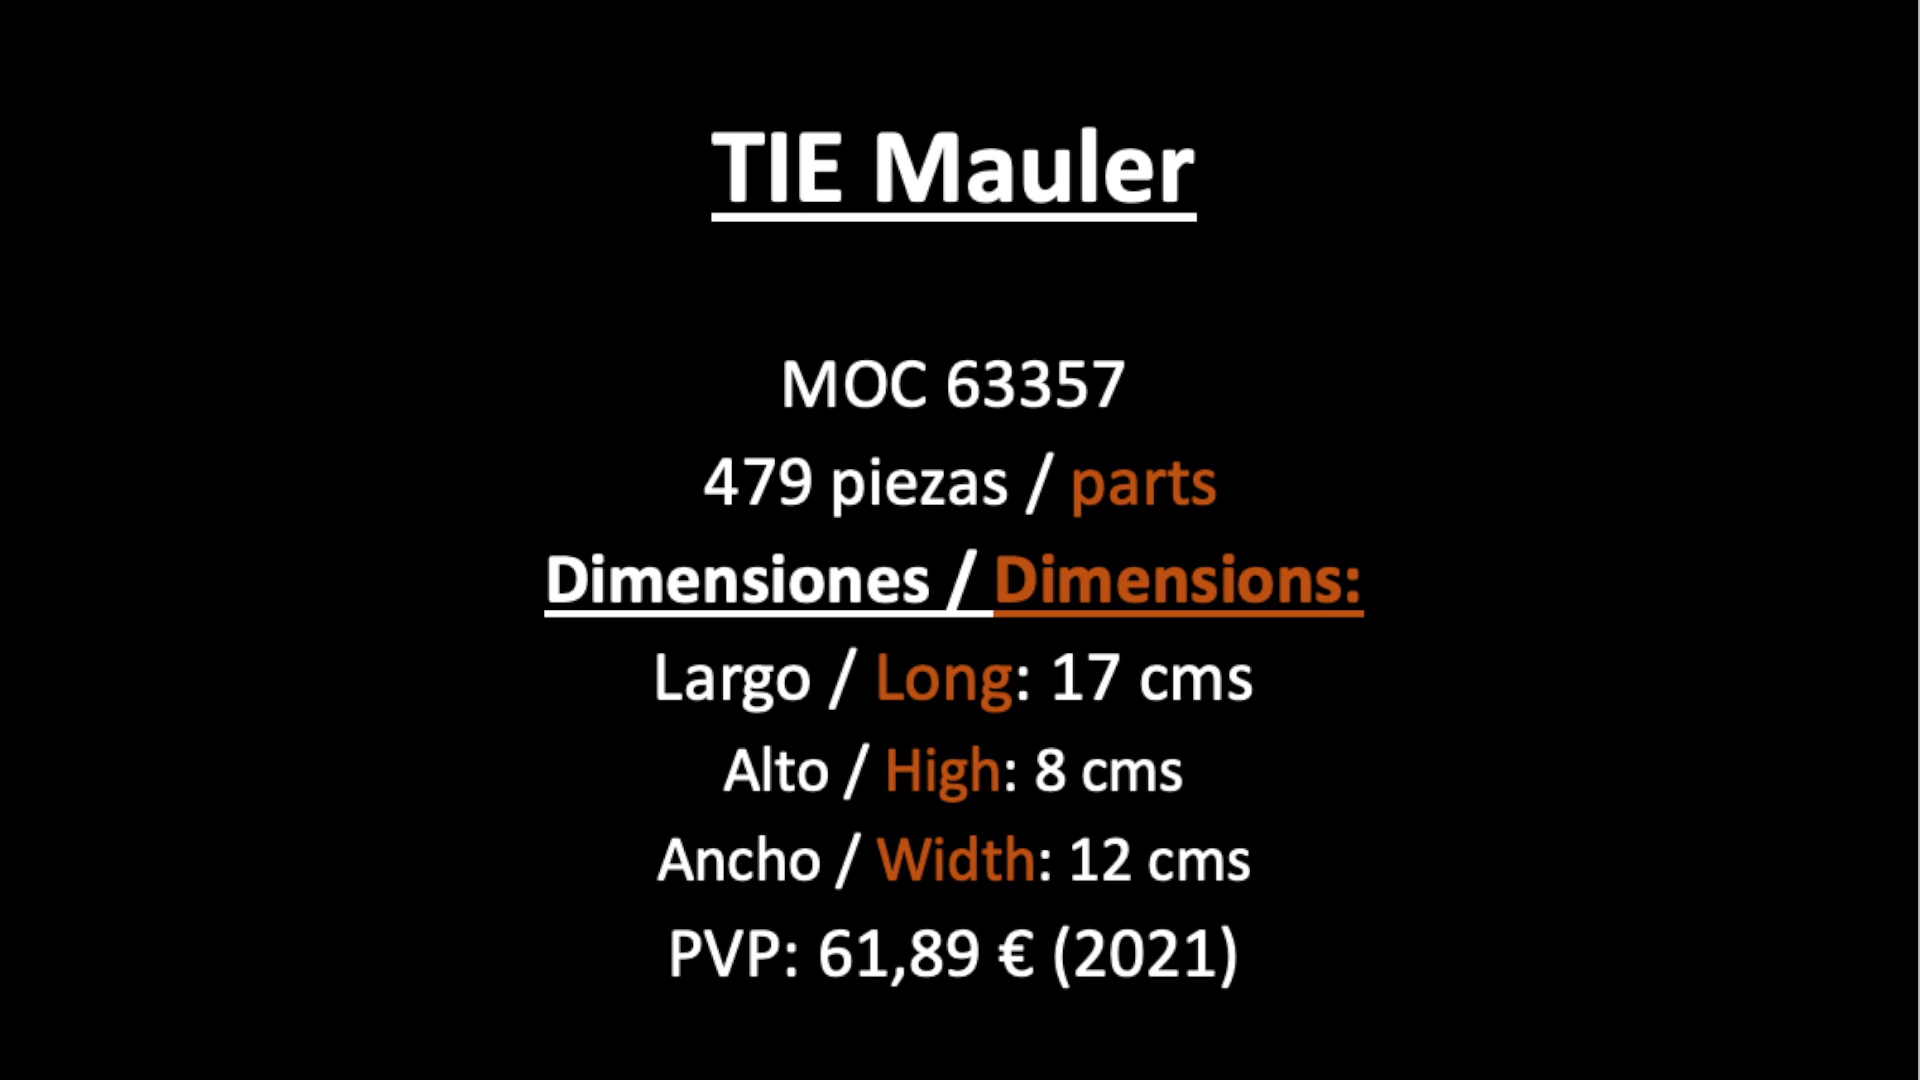 TIE Mauler
MOC 63357
479 piezas / parts
Dimensiones / Dimensions:
Largo / Long: 17 cms
Alto / High: 8 cms
Ancho / Width: 12 cms
PVP: 61,89 € (2021)